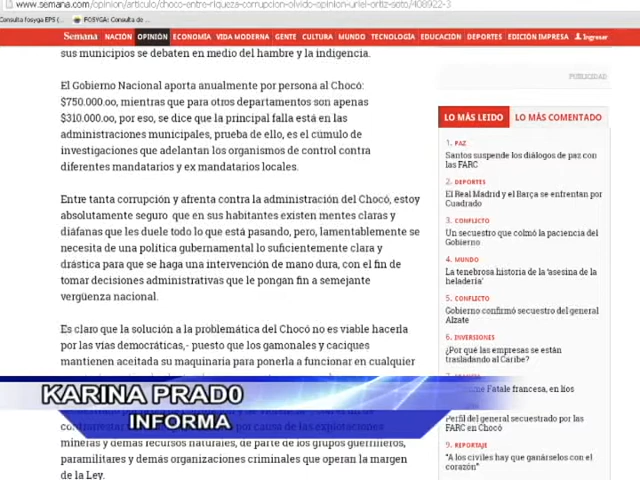 www.semana.com/opinion/articulo/choco-entre-riqueza-corrupcion-olvido-opinion-uriel-ortiz-soto/408922-3
Consulta fosyga EPS (
FOSYGA: Consulta de ...
Semana NACIÓN OPINIÓN ECONOMÍA VIDA MODERNA GENTE CULTURA MUNDO TECNOLOGÍA EDUCACIÓN DEPORTES EDICIÓN IMPRESA Ingresar
sus municipios se debaten en medio del hambre y la indigencia.
El Gobierno Nacional aporta anualmente por persona al Chocó:
$750.000.oo, mientras que para otros departamentos son apenas
$310.000.oo, por eso, se dice que la principal falla está en las
administraciones municipales, prueba de ello, es el cúmulo de
investigaciones que adelantan los organismos de control contra
diferentes mandatarios y ex mandatarios locales.
Entre tanta corrupción y afrenta contra la administración del Chocó, estoy
absolutamente seguro que en sus habitantes existen mentes claras y
diáfanas que les duele todo lo que está pasando, pero, lamentablemente se
necesita de una política gubernamental lo suficientemente clara y
drástica para que se haga una intervención de mano dura, con el fin de
tomar decisiones administrativas que le pongan fin a semejante
vergüenza nacional.
Es claro que la solución a la problemática del Chocó no es viable hacerla
por las vías democráticas,- puesto que los gamonales y caciques
mantienen aceitada su maquinaria para ponerla a funcionar en cualquier
KARINA PRADO
INFORMA
por causa de las explotaciones
mineras y demás recursos naturales, de parte de los grupos guerrilleros,
paramilitares y demás organizaciones criminales que operan la margen
de la Ley.
PUBLICIDAD
LO MÁS LEIDO LO MÁS COMENTADO
1. PAZ
Santos suspende los diálogos de paz con
las FARC
2. DEPORTES
El Real Madrid y el Barça se enfrentan por
Cuadrado
3. CONFLICTO
Un secuestro que colmó la paciencia del
Gobierno
4. MUNDO
La tenebrosa historia de la 'asesina de la
heladería'
5. CONFLICTO
Gobierno confirmó secuestro del general
Alzate
6. INVERSIONES
¿Por qué las empresas se están
trasladando al Caribe?
Fatale francesa, en líos
Perfil del general secuestrado por las
FARC en Chocó
9. REPORTAJE
"A los civiles hay que ganárselos con el
corazón"